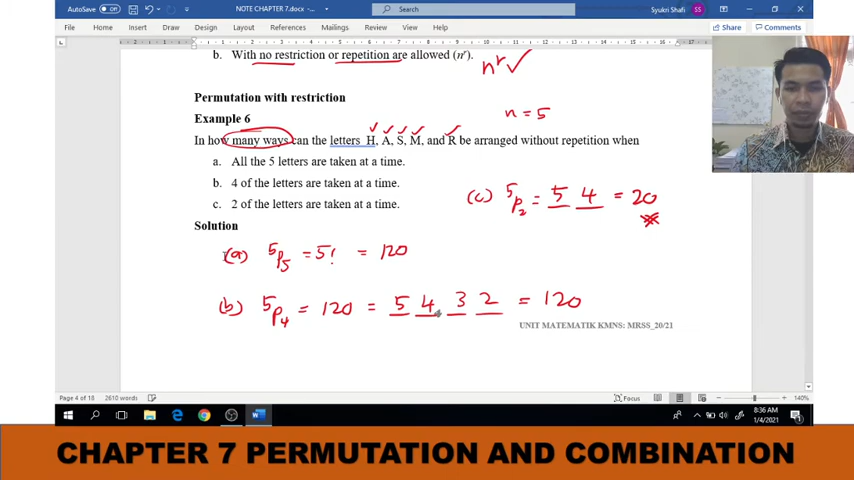 AutoSave Off NOTE CHAPTER 7.docx - Search Syukri Shafi SS
File Home Insert Draw Design Layout References Mailings Review View Help Share Comments
b. With no restriction or repetition are allowed (nʳ). nʳ ✓
Permutation with restriction
n = 5
Example 6
In how many ways can the letters H, A, S, M, and R be arranged without repetition when
a. All the 5 letters are taken at a time.
b. 4 of the letters are taken at a time.
c. 2 of the letters are taken at a time.
(c) ⁵P₂ = 5 4 = 20
Solution
(a) ⁵P₅ = 5! = 120
(b) ⁵P₄ = 120 = 5 4 3 2 = 120
UNIT MATEMATIK KMNS: MRSS_20/21
Page 4 of 18 2610 words Focus 140%
8:36 AM
1/4/2021
CHAPTER 7 PERMUTATION AND COMBINATION